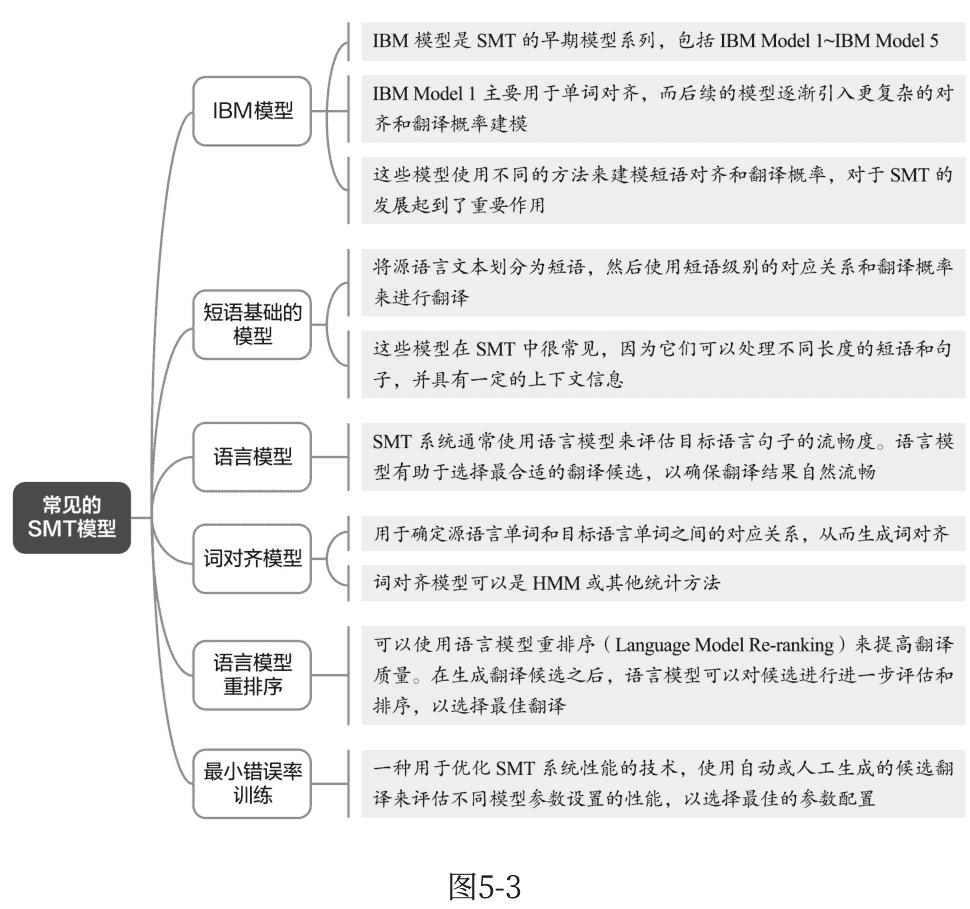 常见的
SMT模型
IBM模型
IBM 模型是 SMT 的早期模型系列，包括 IBM Model 1~IBM Model 5
IBM Model 1 主要用于单词对齐，而后续的模型逐渐引入更复杂的对
齐和翻译概率建模
这些模型使用不同的方法来建模短语对齐和翻译概率，对于 SMT 的
发展起到了重要作用
短语基础的
模型
将源语言文本划分为短语，然后使用短语级别的对应关系和翻译概率
来进行翻译
这些模型在 SMT 中很常见，因为它们可以处理不同长度的短语和句
子，并具有一定的上下文信息
语言模型
SMT 系统通常使用语言模型来评估目标语言句子的流畅度。语言模
型有助于选择最合适的翻译候选，以确保翻译结果自然流畅
词对齐模型
用于确定源语言单词和目标语言单词之间的对应关系，从而生成词对齐
词对齐模型可以是 HMM 或其他统计方法
语言模型
重排序
可以使用语言模型重排序（Language Model Re-ranking）来提高翻译
质量。在生成翻译候选之后，语言模型可以对候选进行进一步评估和
排序，以选择最佳翻译
最小错误率
训练
一种用于优化 SMT 系统性能的技术，使用自动或人工生成的候选翻
译来评估不同模型参数设置的性能，以选择最佳的参数配置
图5-3